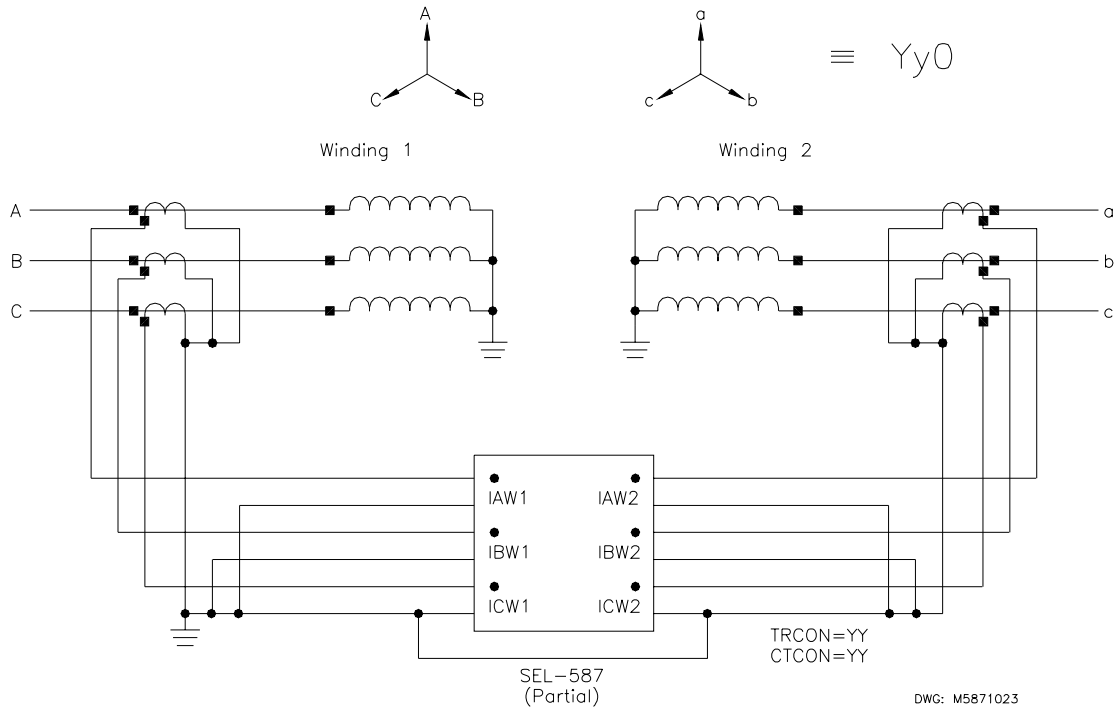 A
C
B
a
c
b
≡ Yy0
Winding 1
Winding 2
A
B
C
a
b
c
IAW1
IAW2
IBW1
IBW2
ICW1
ICW2
TRCON=YY
CTCON=YY
SEL-587
(Partial)
DWG: M5871023